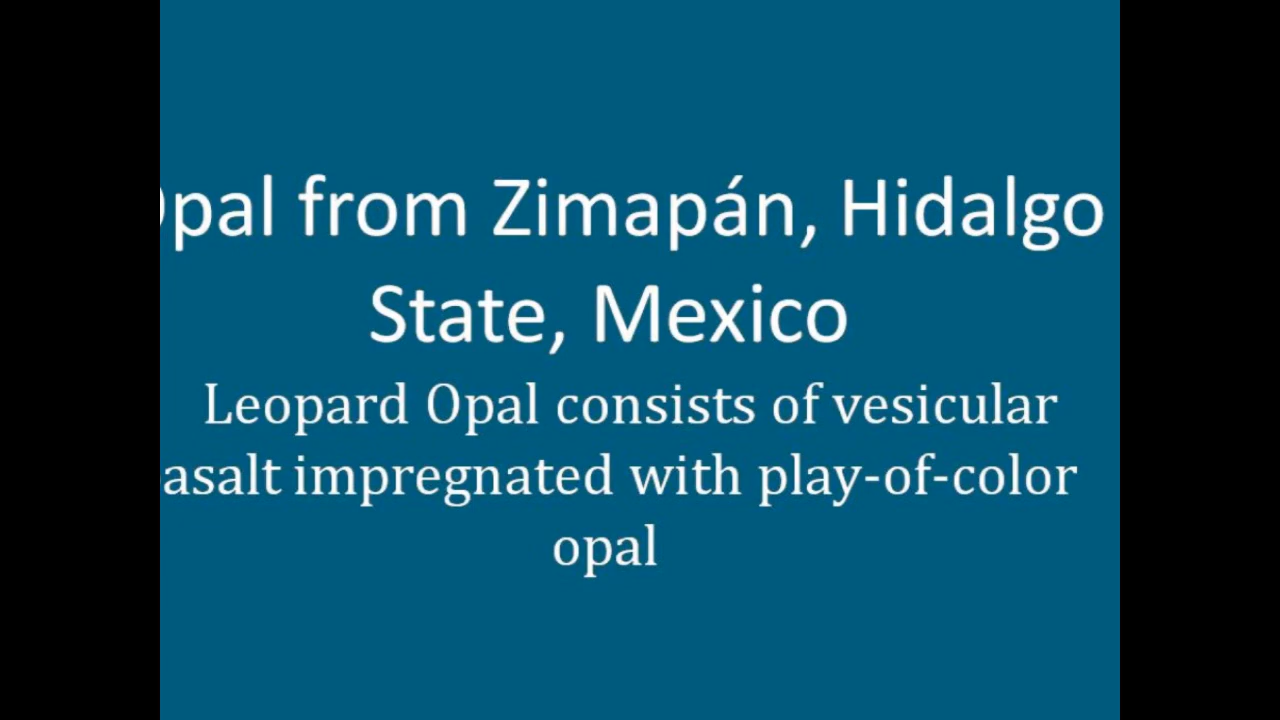 pal from Zimapán, Hidalgo
State, Mexico
Leopard Opal consists of vesicular
asalt impregnated with play-of-color
opal